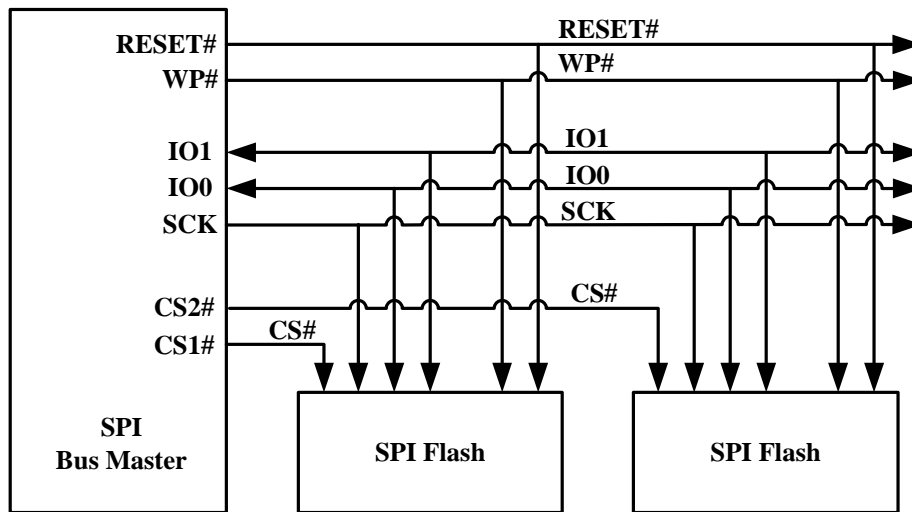 RESET#
RESET#
WP#
WP#
IO1
IO1
IO0
IO0
SCK
SCK
CS2#
CS#
CS1#
CS#
SPI
Bus Master
SPI Flash
SPI Flash